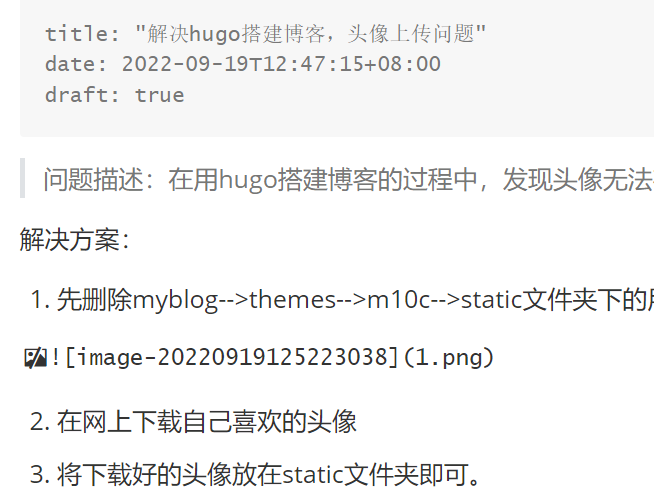 title: "解决hugo搭建博客，头像上传问题"
date: 2022-09-19T12:47:15+08:00
draft: true
问题描述：在用hugo搭建博客的过程中，发现头像无法
解决方案：
1. 先删除myblog-->themes-->m10c-->static文件夹下的
![image-20220919125223038](1.png)
2. 在网上下载自己喜欢的头像
3. 将下载好的头像放在static文件夹即可。